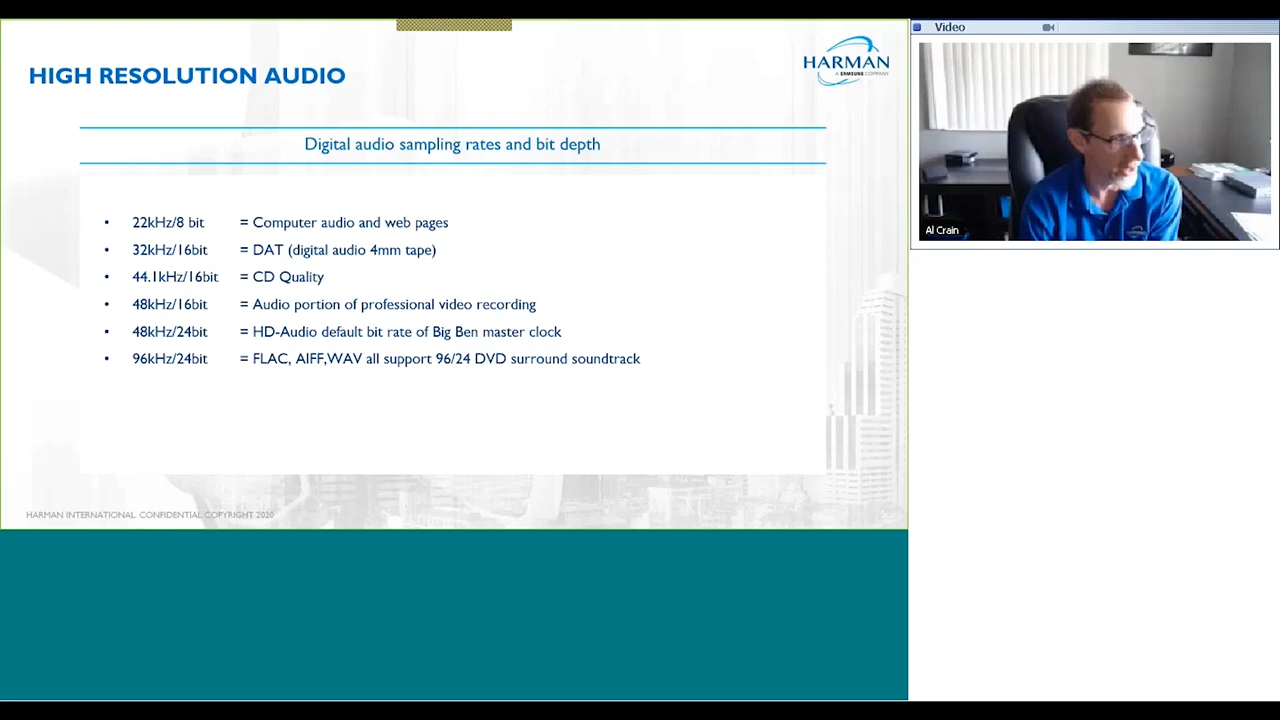 HIGH RESOLUTION AUDIO
HARMAN
A SAMSUNG COMPANY
Digital audio sampling rates and bit depth
• 22kHz/8 bit = Computer audio and web pages
• 32kHz/16bit = DAT (digital audio 4mm tape)
• 44.1kHz/16bit = CD Quality
• 48kHz/16bit = Audio portion of professional video recording
• 48kHz/24bit = HD-Audio default bit rate of Big Ben master clock
• 96kHz/24bit = FLAC, AIFF,WAV all support 96/24 DVD surround soundtrack
HARMAN INTERNATIONAL. CONFIDENTIAL.COPYRIGHT 2020
Video
Al Crain